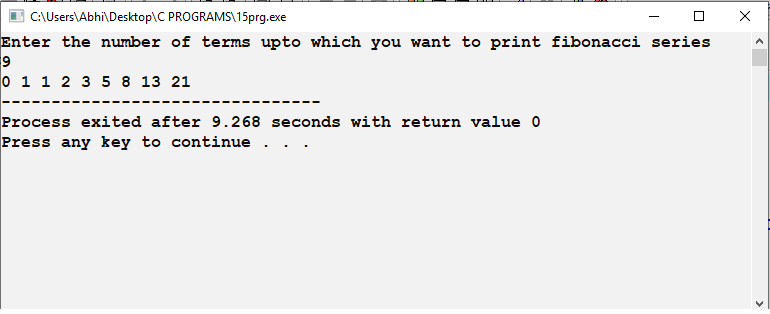 C:\Users\Abhi\Desktop\C PROGRAMS\15prg.exe
Enter the number of terms upto which you want to print fibonacci series
9
0 1 1 2 3 5 8 13 21
--------------------------------
Process exited after 9.268 seconds with return value 0
Press any key to continue . . .